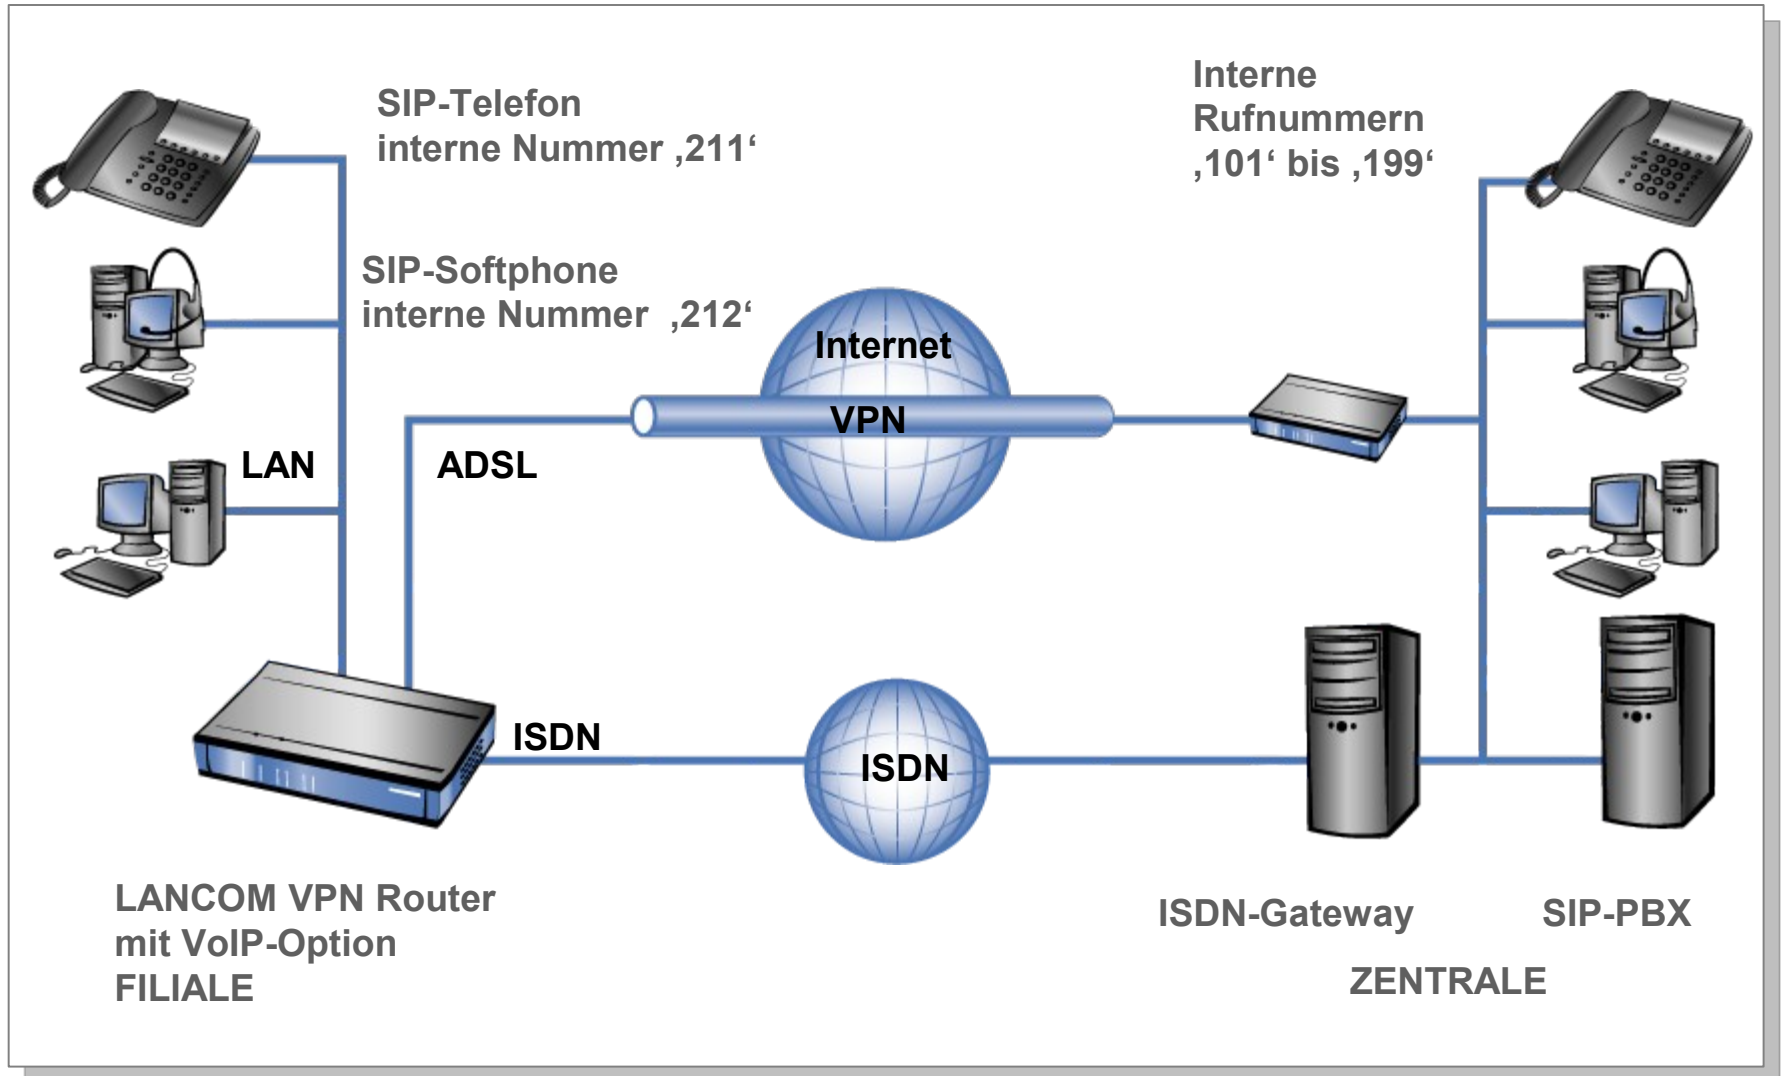 SIP-Telefon
interne Nummer ‚211‘
Interne
Rufnummern
‚101‘ bis ‚199‘
SIP-Softphone
interne Nummer ‚212‘
Internet
VPN
LAN
ADSL
ISDN
ISDN
LANCOM VPN Router
mit VoIP-Option
FILIALE
ISDN-Gateway
SIP-PBX
ZENTRALE